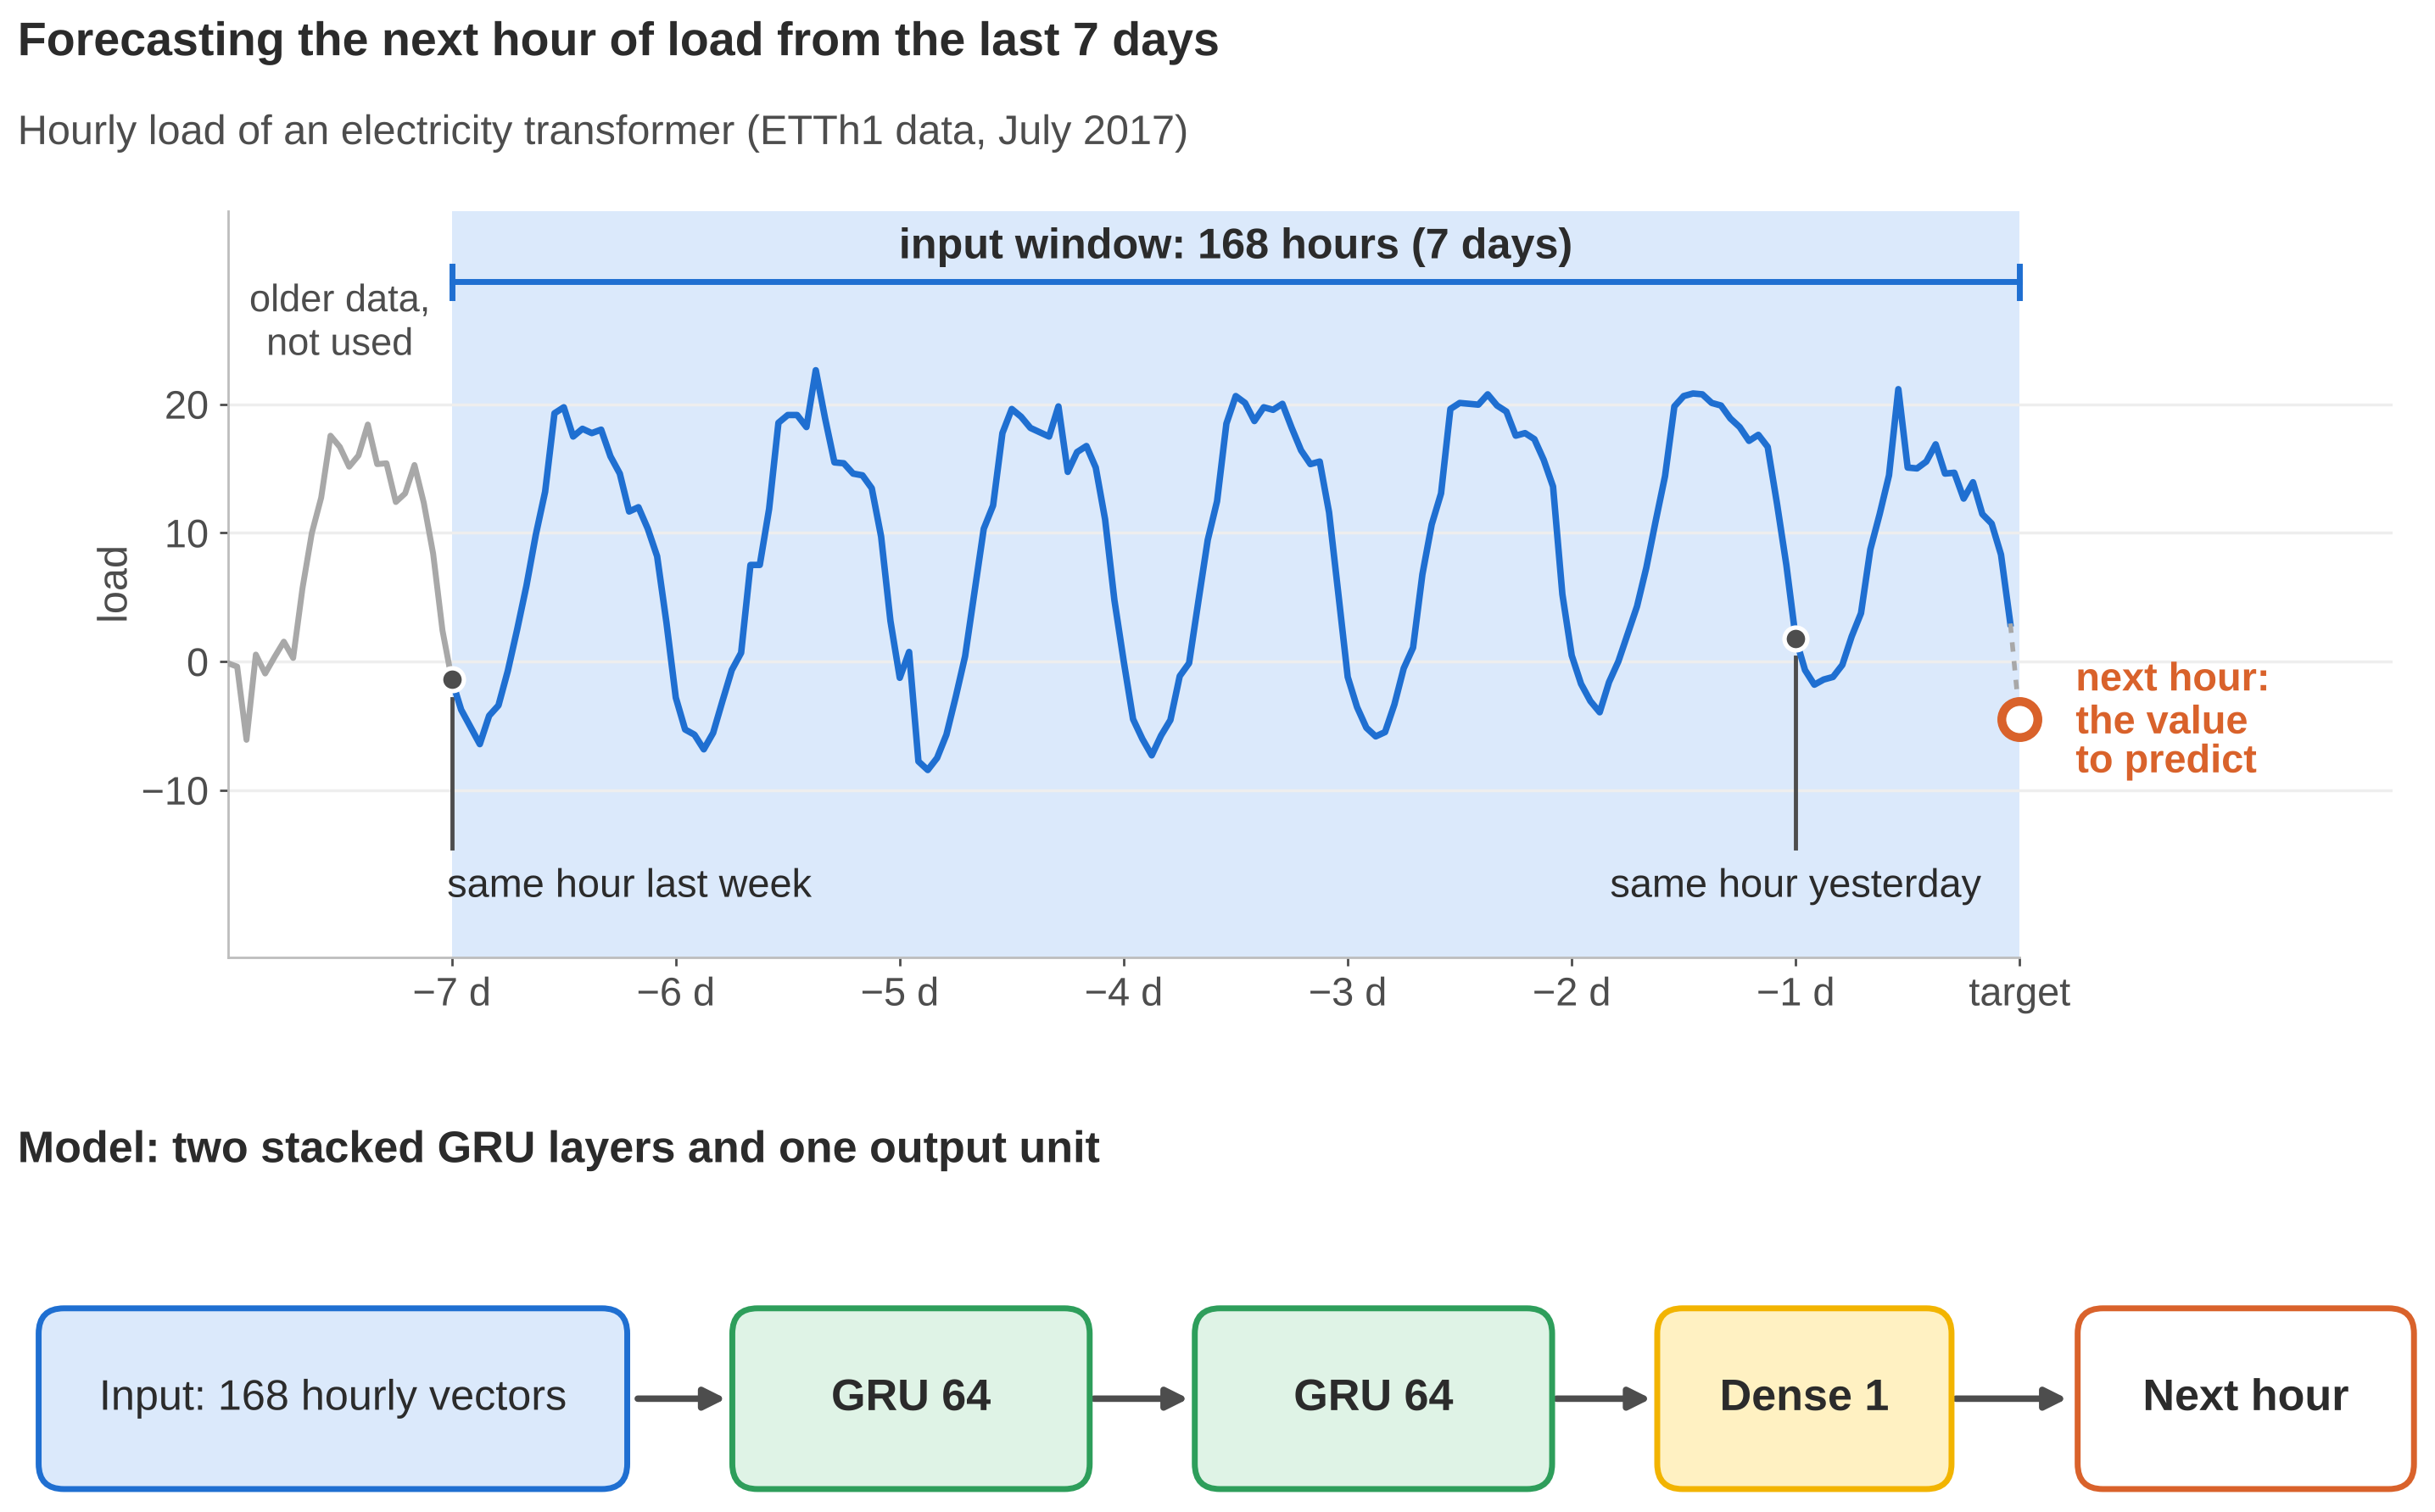 Forecasting the next hour of load from the last 7 days
Hourly load of an electricity transformer (ETTh1 data, July 2017)
input window: 168 hours (7 days)
older data,
not used
20
10
0
−10
load
next hour:
the value
to predict
same hour last week
same hour yesterday
−7 d
−6 d
−5 d
−4 d
−3 d
−2 d
−1 d
target
Model: two stacked GRU layers and one output unit
Input: 168 hourly vectors
GRU 64
GRU 64
Dense 1
Next hour